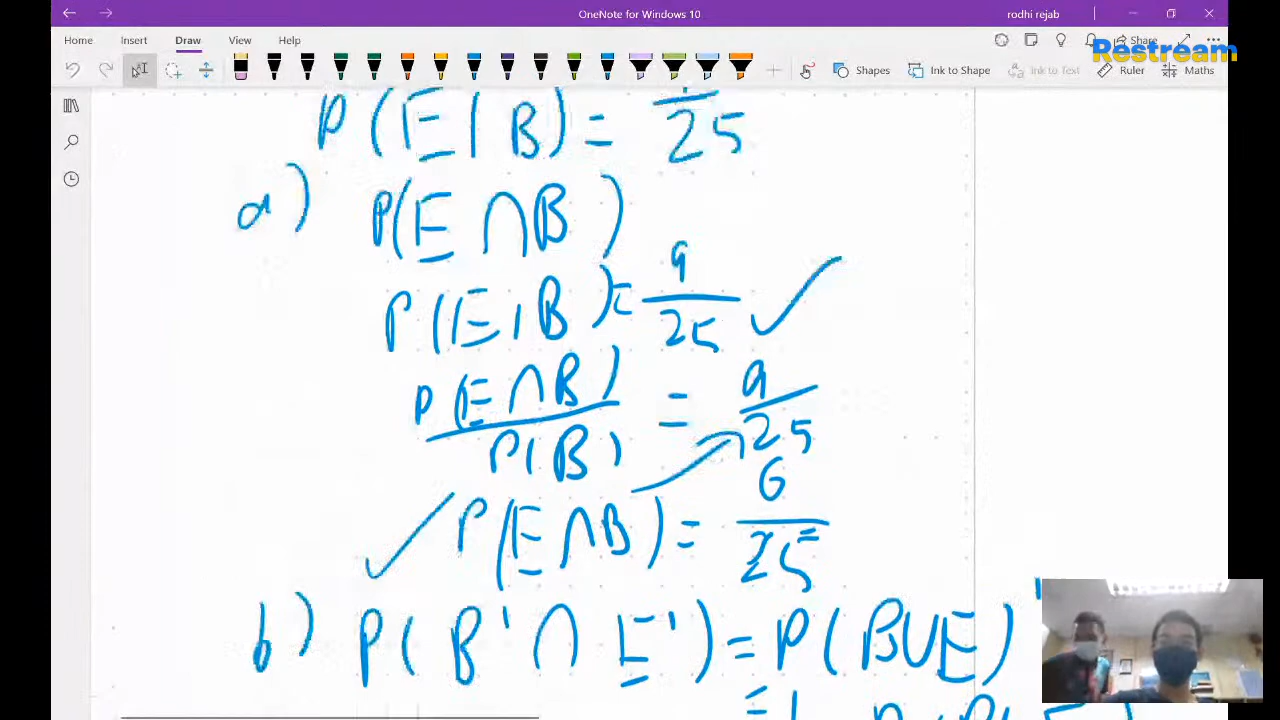 OneNote for Windows 10
rodhi rejab
Home Insert Draw View Help
Share
Restream
Shapes Ink to Shape Ink to Text Ruler Maths
P(E|B) = /25
a) P(E∩B)
P(E|B) = 9/25 ✓
P(E∩B)/P(B) = 9/25
✓ P(E∩B) = 6/25
b) P(B'∩E') = P(B∪E)'
= 1